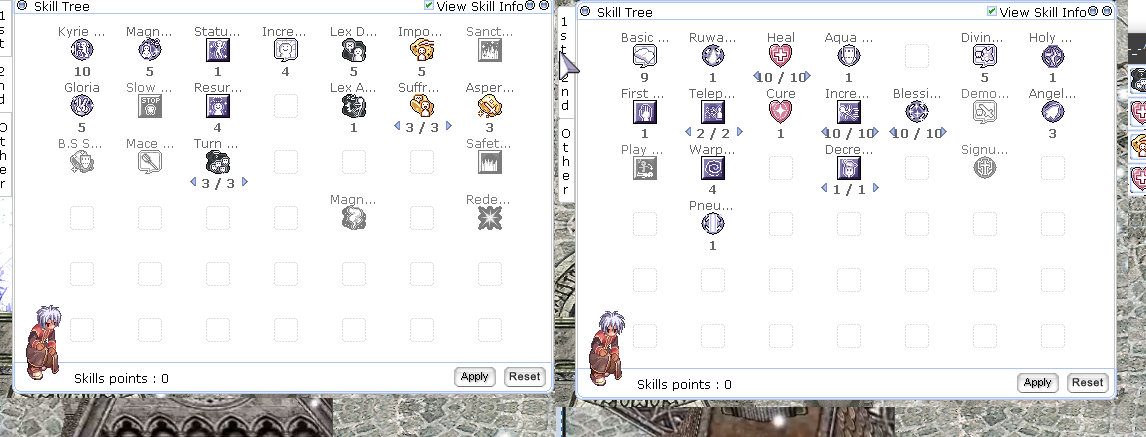 Skill Tree
View Skill Info
1st
2nd
Other
Kyrie ...
Magn...
Statu...
Incre...
Lex D...
Impo...
Sanct...
10
5
1
4
5
5
Gloria
Slow ...
Resur...
Lex A...
Suffr...
Asper...
STOP
5
4
1
3 / 3
3
B.S S...
Mace ...
Turn ...
Safet...
3 / 3
Magn...
Rede...
Skills points : 0
Apply
Reset
Skill Tree
View Skill Info
1st
2nd
Other
Basic ...
Ruwa...
Heal
Aqua ...
Divin...
Holy ...
9
1
10 / 10
1
5
1
First ...
Telep...
Cure
Incre...
Blessi...
Demo...
Angel...
1
2 / 2
1
10 / 10
10 / 10
3
Play ...
Warp...
Decre...
Signu...
4
1 / 1
Pneu...
1
Skills points : 0
Apply
Reset